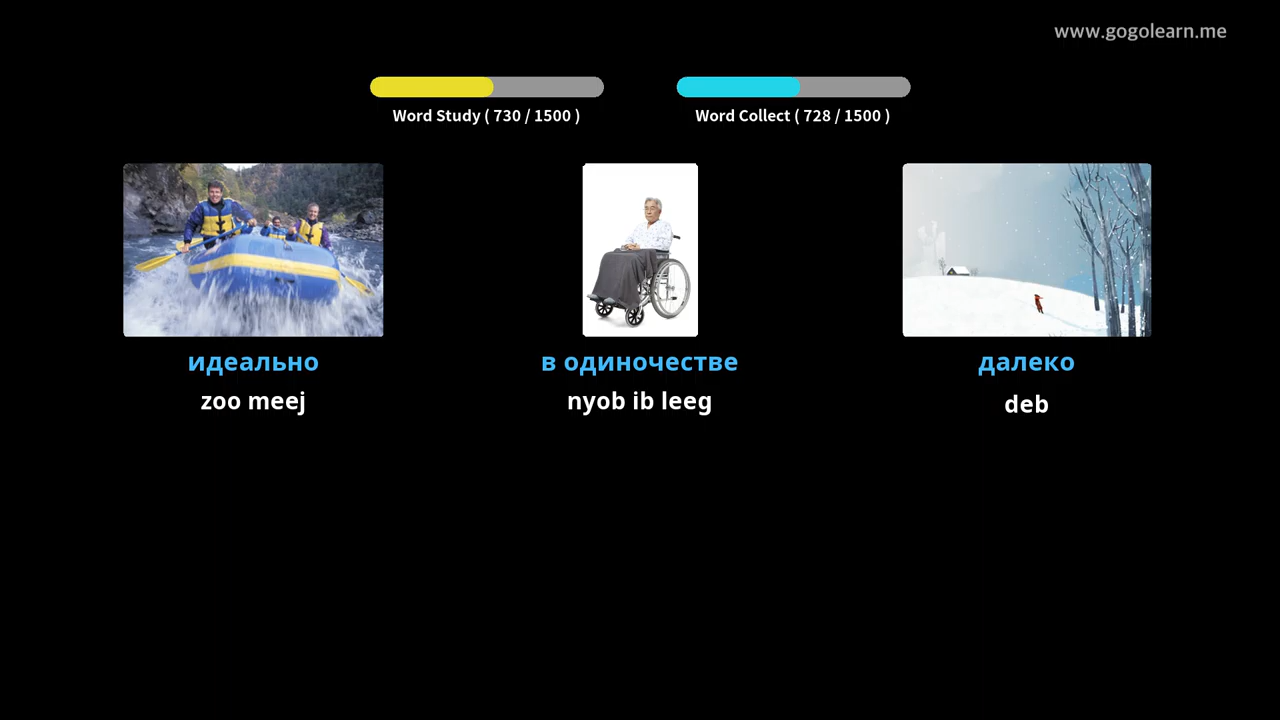 www.gogolearn.me
Word Study ( 730 / 1500 )
Word Collect ( 728 / 1500 )
идеально
в одиночестве
далеко
zoo meej
nyob ib leeg
deb